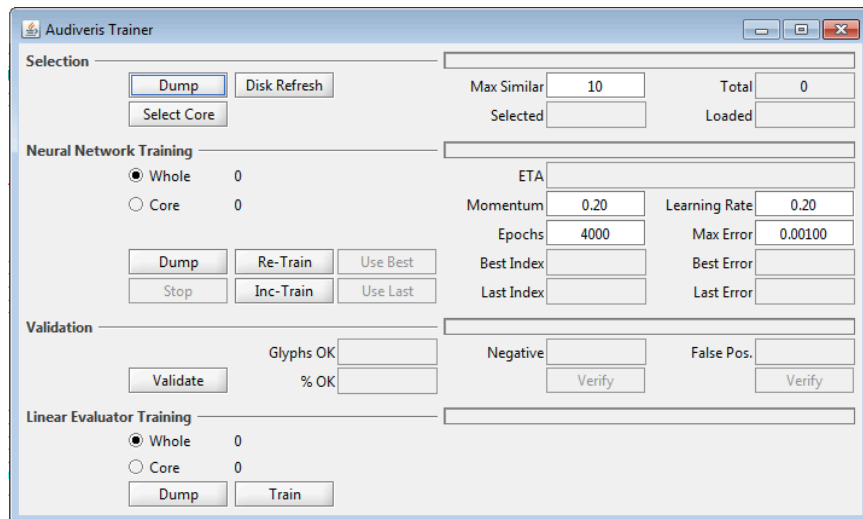 Audiveris Trainer
Selection
Dump Disk Refresh Max Similar 10 Total 0
Select Core Selected Loaded
Neural Network Training
Whole 0 ETA
Core 0 Momentum 0.20 Learning Rate 0.20
Epochs 4000 Max Error 0.00100
Dump Re-Train Use Best Best Index Best Error
Stop Inc-Train Use Last Last Index Last Error
Validation
Glyphs OK Negative False Pos.
Validate % OK Verify Verify
Linear Evaluator Training
Whole 0
Core 0
Dump Train